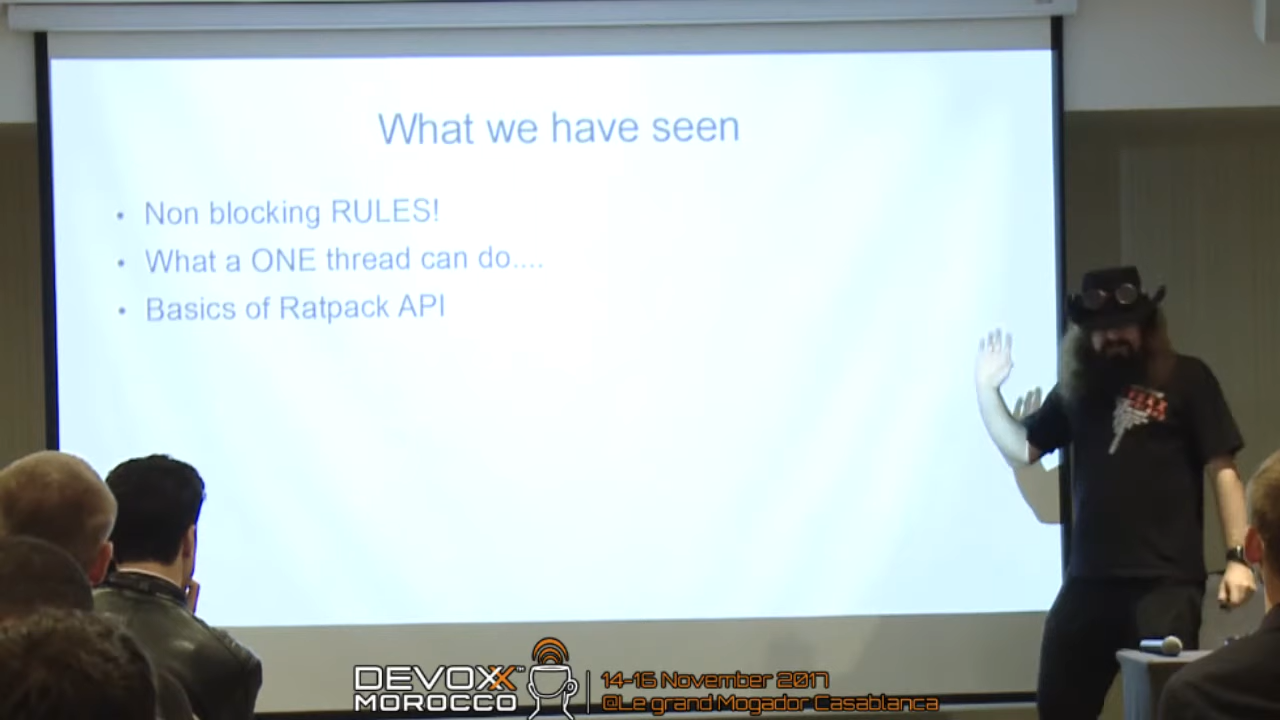 What we have seen
• Non blocking RULES!
• What a ONE thread can do....
• Basics of Ratpack API
DEVOXX™
MOROCCO
14-16 November 2017
@Le grand Mogador Casablanca